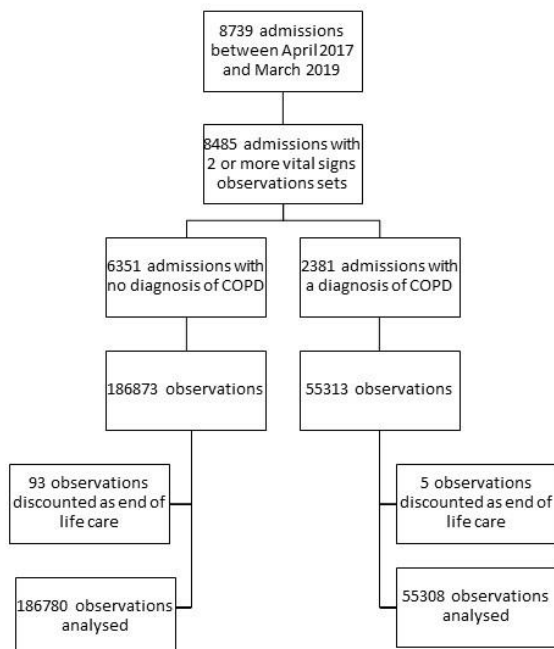 8739 admissions
between April 2017
and March 2019
8485 admissions with
2 or more vital signs
observations sets
6351 admissions with
no diagnosis of COPD
2381 admissions with
a diagnosis of COPD
186873 observations
55313 observations
93 observations
discounted as end of
life care
5 observations
discounted as end of
life care
186780 observations
analysed
55308 observations
analysed